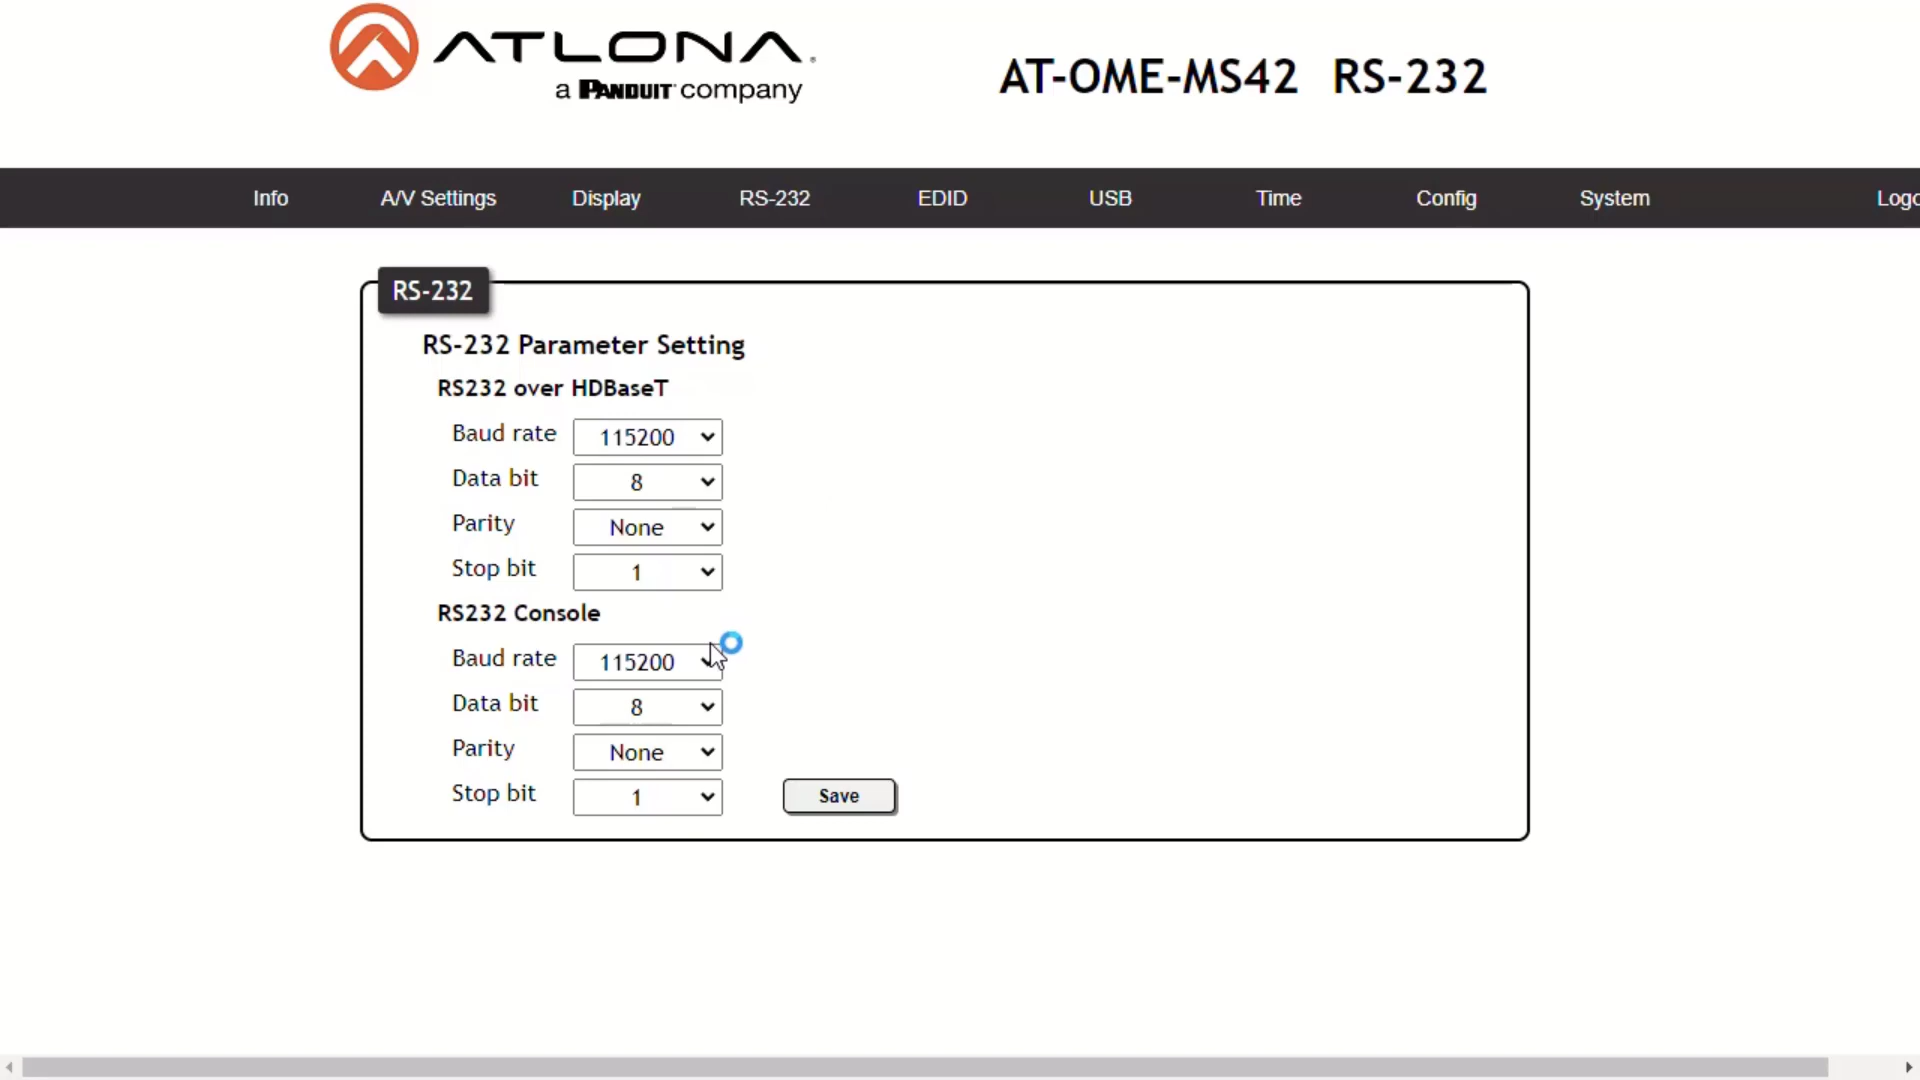 ATLONA
a PANDUIT company
AT-OME-MS42 RS-232
Info A/V Settings Display RS-232 EDID USB Time Config System Logo
RS-232
RS-232 Parameter Setting
RS232 over HDBaseT
Baud rate 115200
Data bit 8
Parity None
Stop bit 1
RS232 Console
Baud rate 115200
Data bit 8
Parity None
Stop bit 1 Save